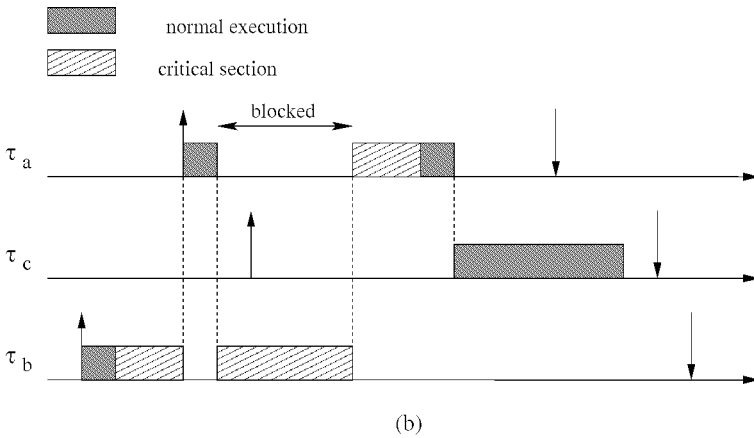 normal execution
critical section
blocked
τ a
τ c
τ b
(b)